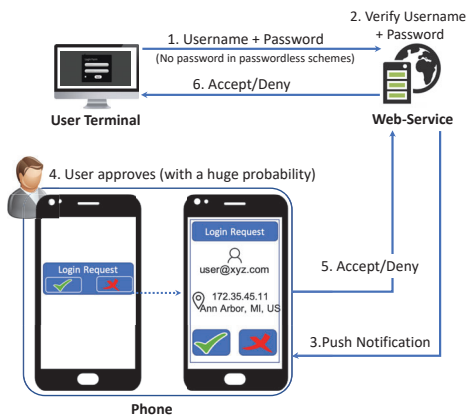 1. Username + Password
(No password in passwordless schemes)
2. Verify Username
+ Password
6. Accept/Deny
User Terminal
Web-Service
4. User approves (with a huge probability)
Login Request
Login Request
user@xyz.com
172.35.45.11
Ann Arbor, MI, US
5. Accept/Deny
3.Push Notification
Phone